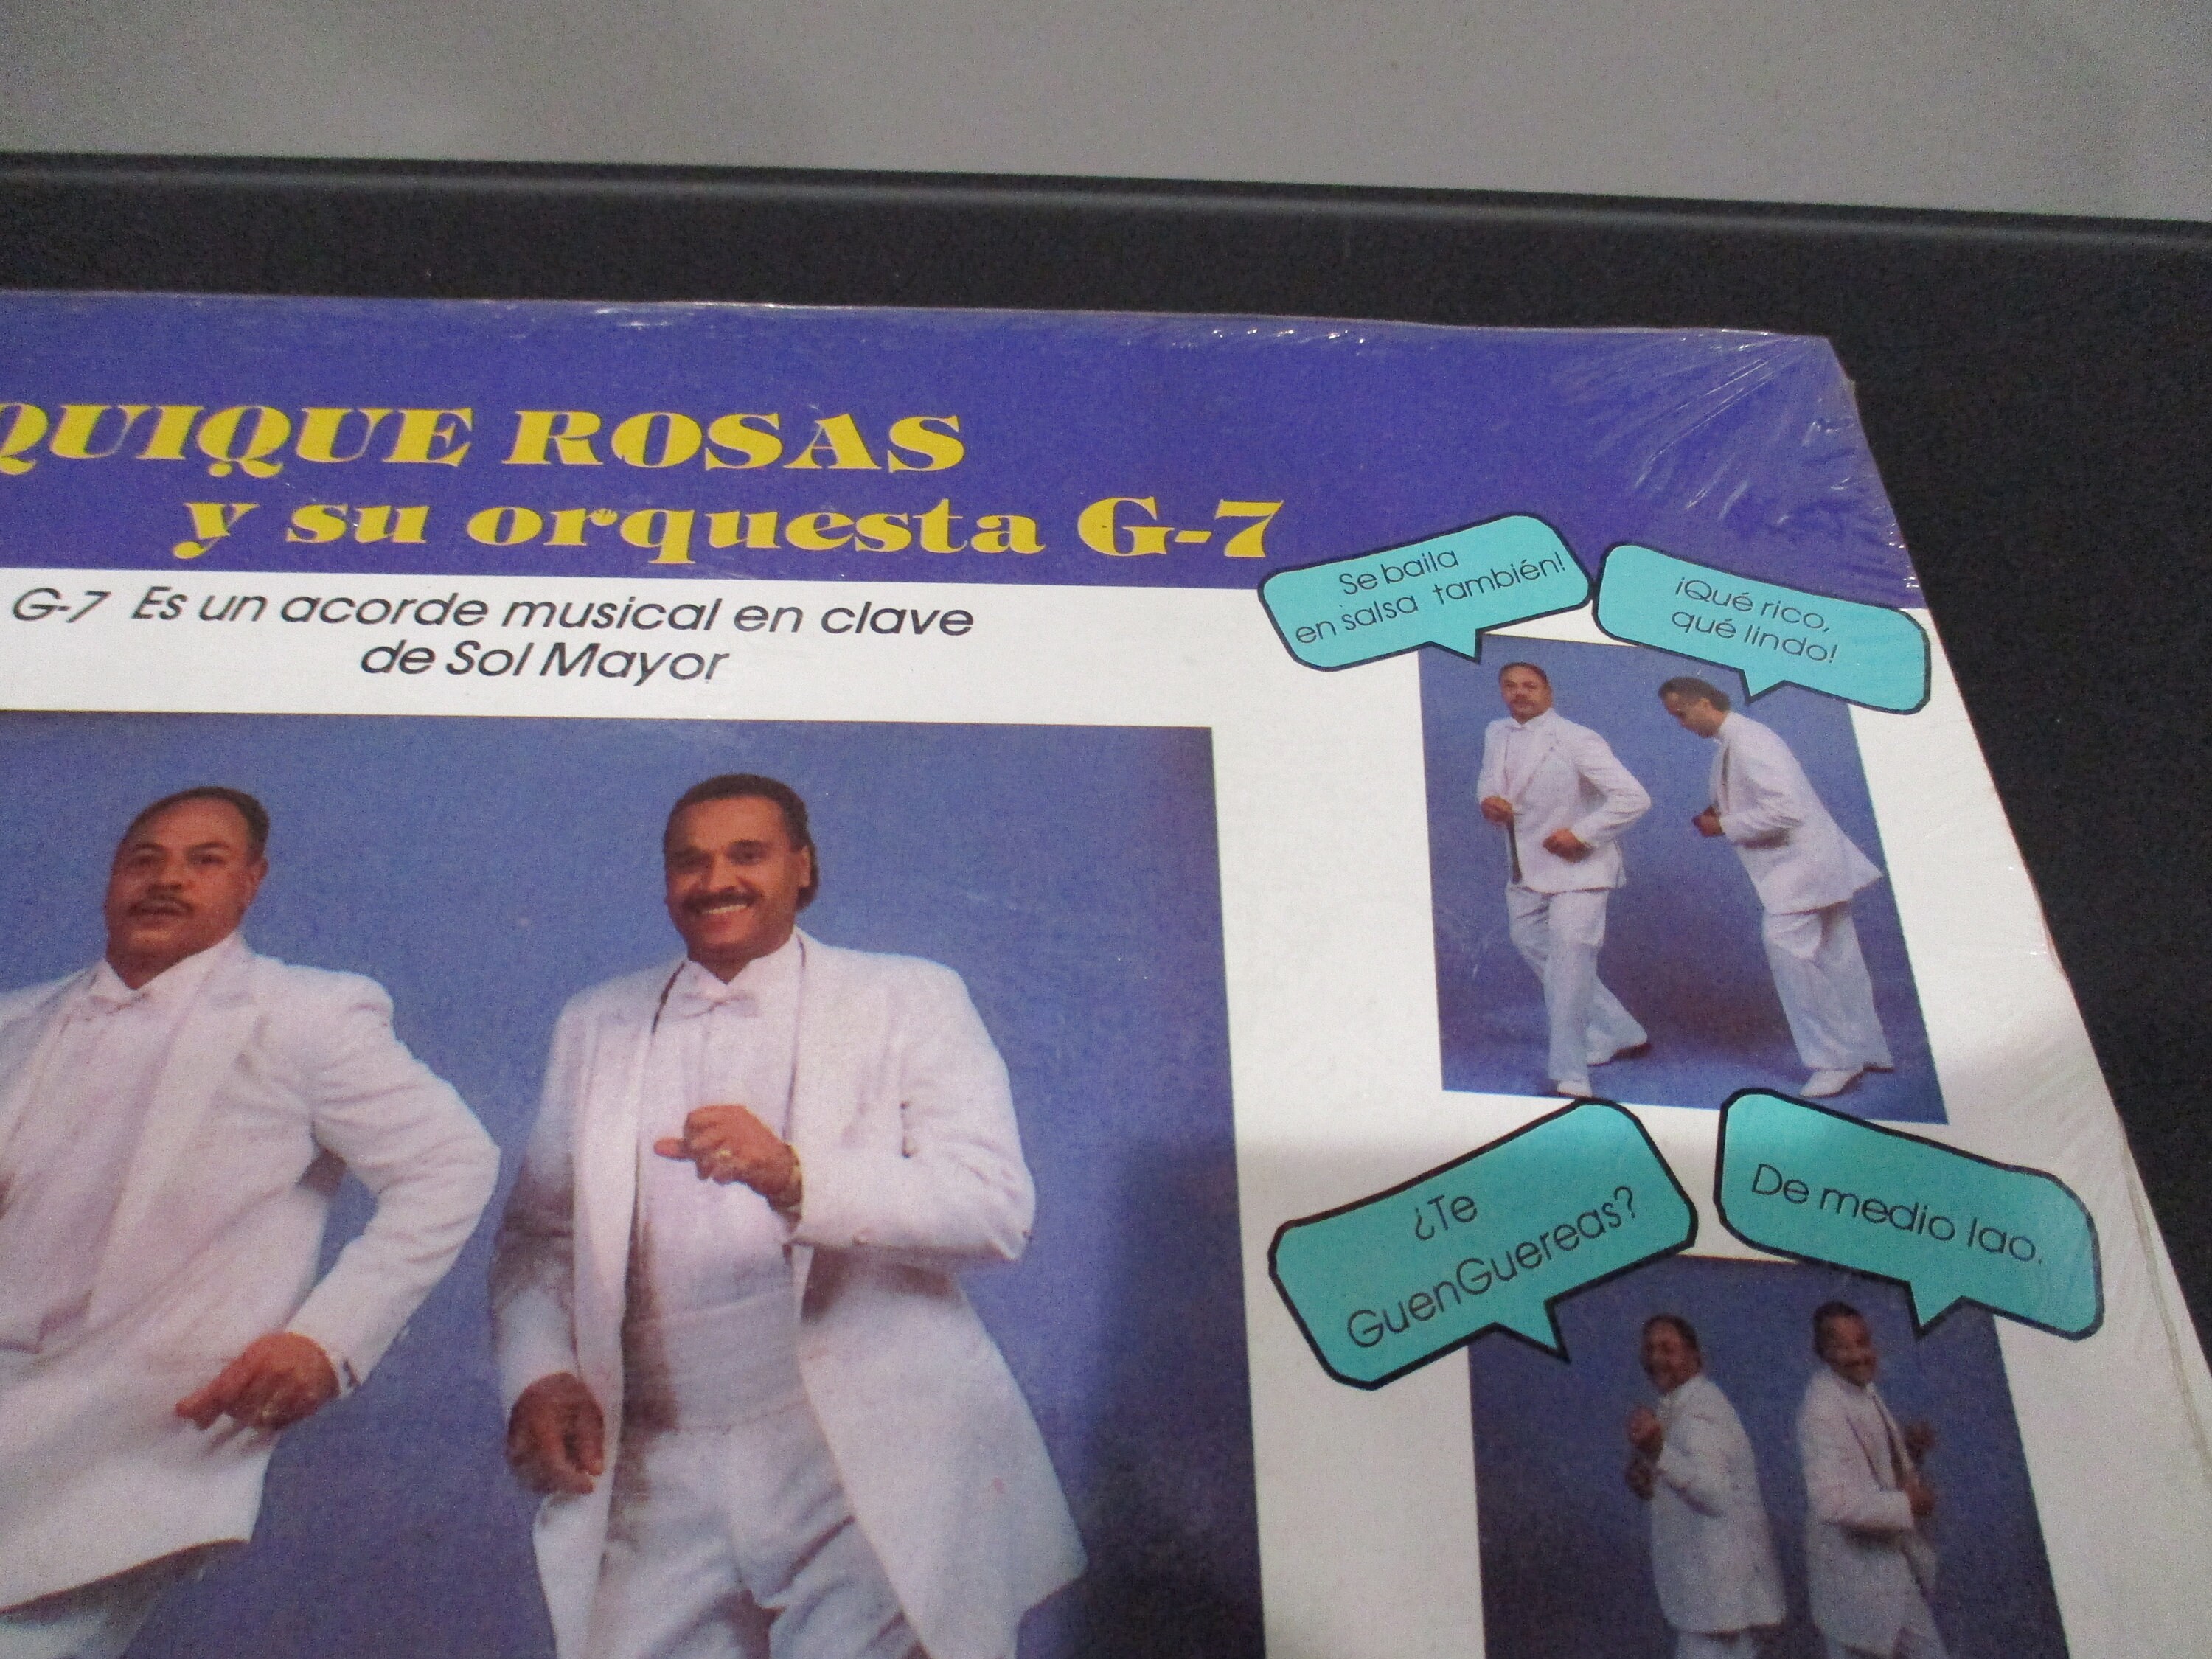 QUIQUE ROSAS
y su orquesta G-7
G-7 Es un acorde musical en clave
de Sol Mayor
Se baila
en salsa también!
¡Qué rico,
qué lindo!
¿Te
GuenGuereas?
De medio lao.